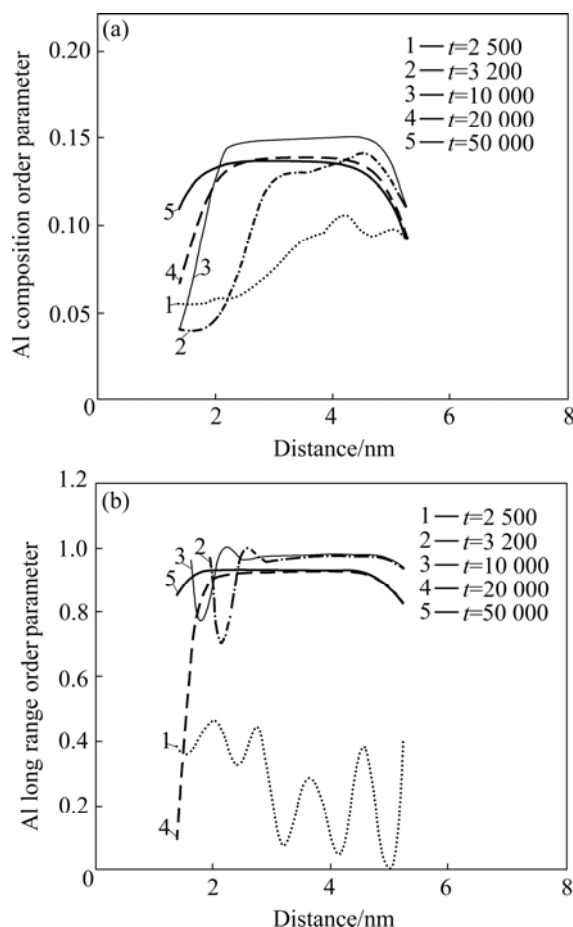 (a)
1 — t=2 500
2 — t=3 200
3 — t=10 000
4 — t=20 000
5 — t=50 000
0.20
0.15
0.10
0.05
0
Al composition order parameter
5
4
3
1
2
2
4
6
8
Distance/nm
(b)
1 — t=2 500
2 — t=3 200
3 — t=10 000
4 — t=20 000
5 — t=50 000
1.2
1.0
0.8
0.6
0.4
0.2
0
Al long range order parameter
3
2
5
1
4
2
4
6
8
Distance/nm